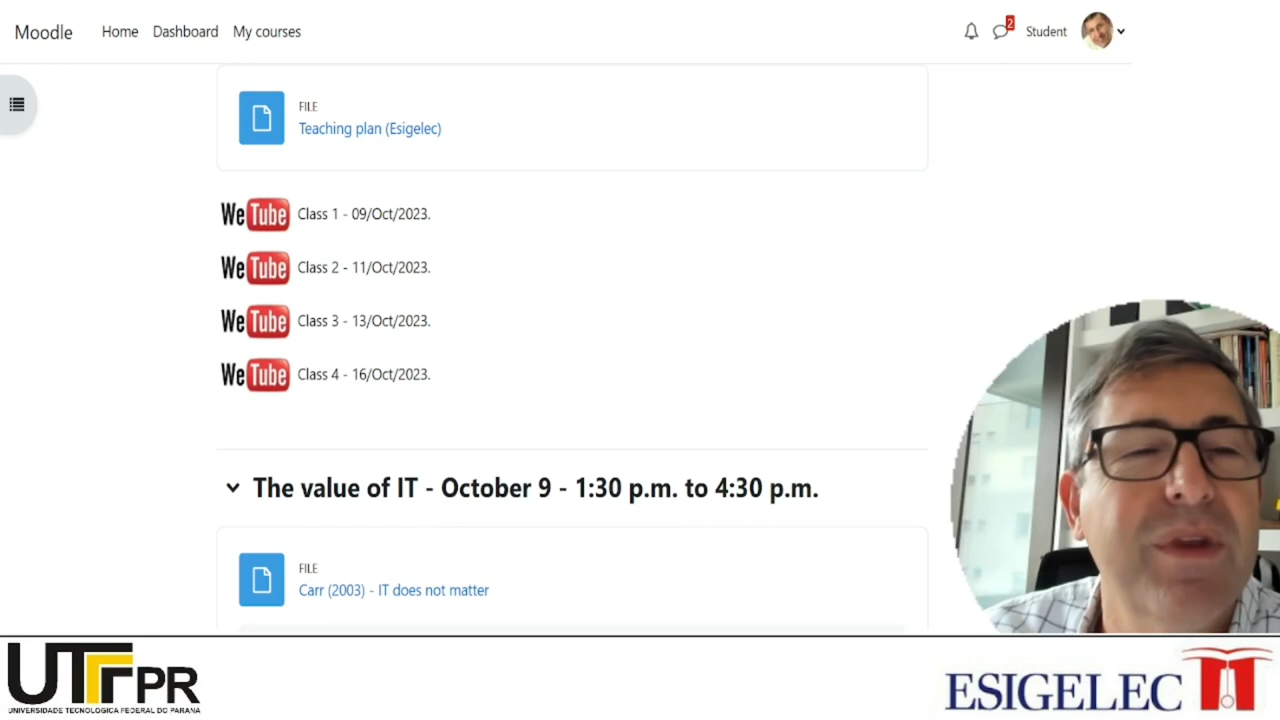 Moodle Home Dashboard My courses 2 Student
FILE
Teaching plan (Esigelec)
WeTube Class 1 - 09/Oct/2023.
WeTube Class 2 - 11/Oct/2023.
WeTube Class 3 - 13/Oct/2023.
WeTube Class 4 - 16/Oct/2023.
The value of IT - October 9 - 1:30 p.m. to 4:30 p.m.
FILE
Carr (2003) - IT does not matter
UTFPR
UNIVERSIDADE TECNOLÓGICA FEDERAL DO PARANÁ
ESIGELEC